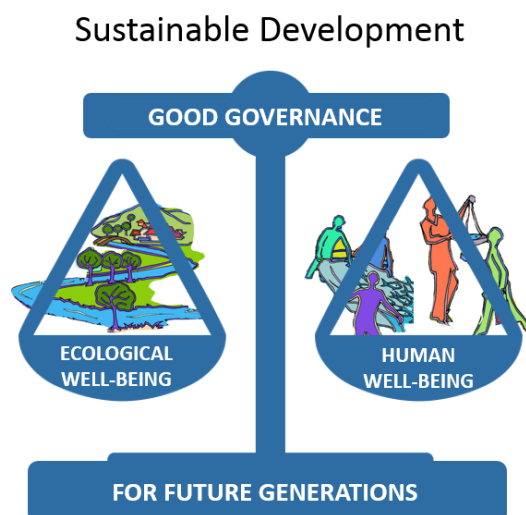 Sustainable Development
GOOD GOVERNANCE
ECOLOGICAL
WELL-BEING
HUMAN
WELL-BEING
FOR FUTURE GENERATIONS